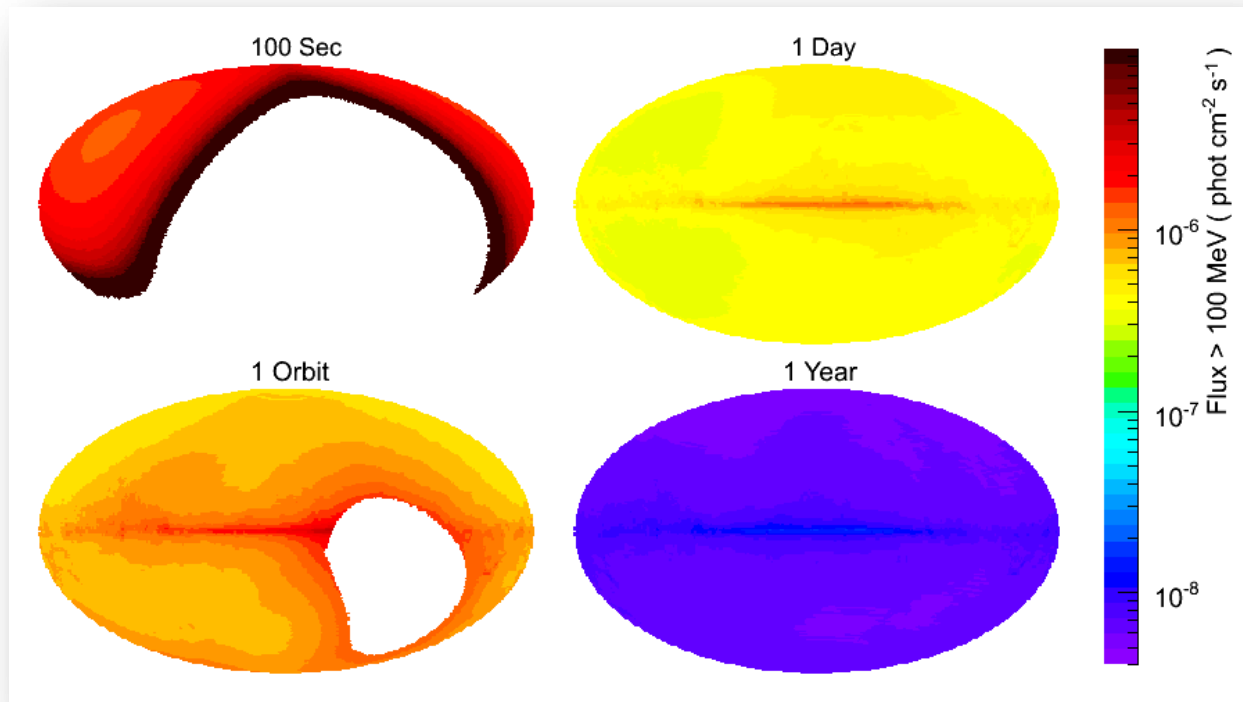 100 Sec
1 Day
1 Orbit
1 Year
10⁻⁶
10⁻⁷
10⁻⁸
Flux > 100 MeV ( phot cm⁻² s⁻¹ )